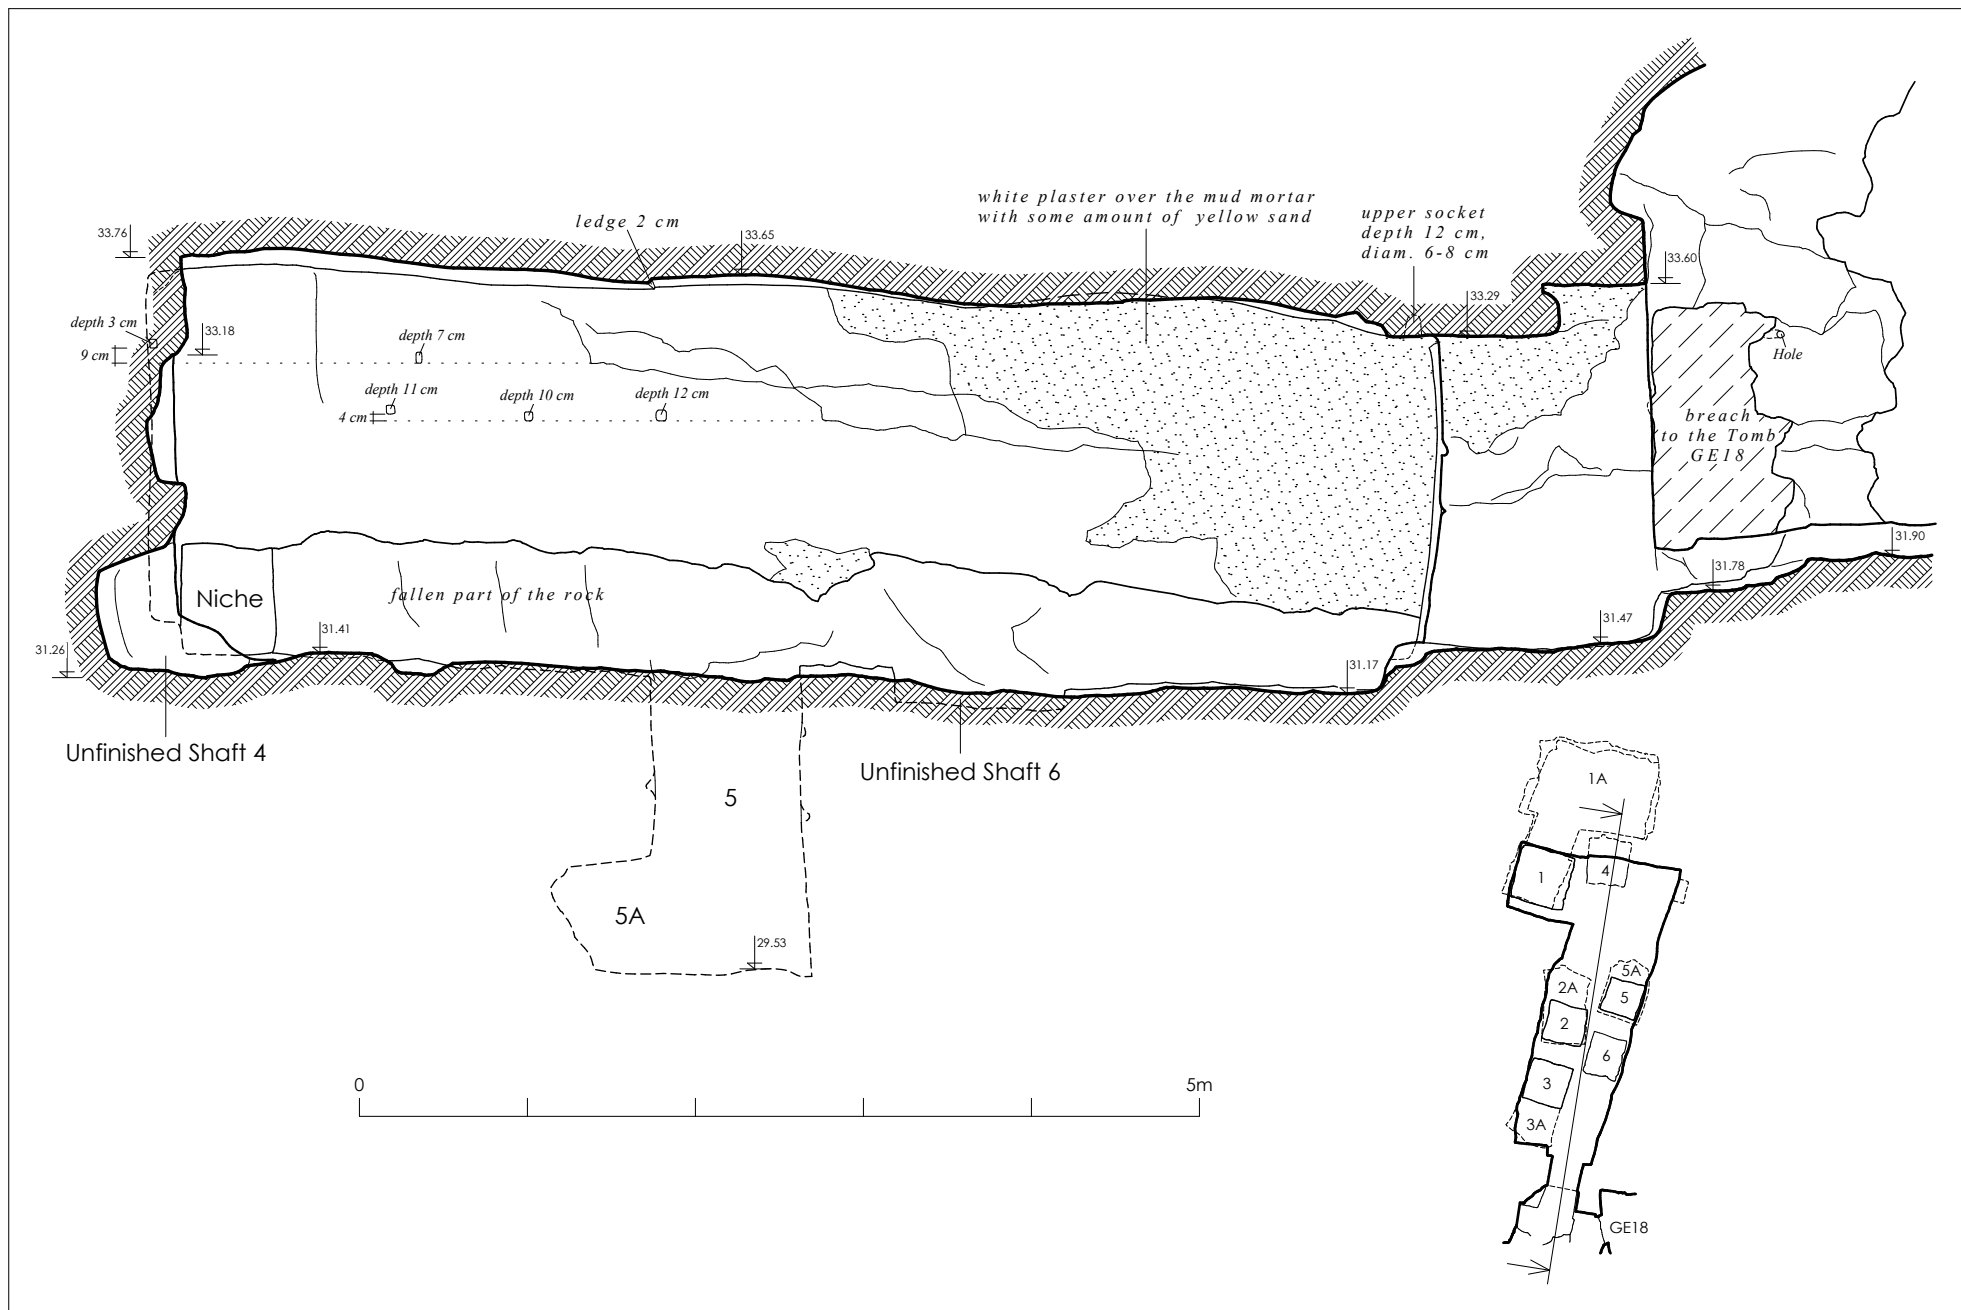 white plaster over the mud mortar
with some amount of yellow sand
upper socket
depth 12 cm,
diam. 6-8 cm
ledge 2 cm
33.76
33.65
33.60
33.29
depth 3 cm
9 cm
33.18
depth 7 cm
depth 11 cm
4 cm
depth 10 cm
depth 12 cm
Hole
breach
to the Tomb
GE18
31.90
31.78
31.47
31.17
Niche
fallen part of the rock
31.41
31.26
Unfinished Shaft 4
Unfinished Shaft 6
5
5A
29.53
0
5m
1A
1
4
5A
2A
5
2
6
3
3A
GE18